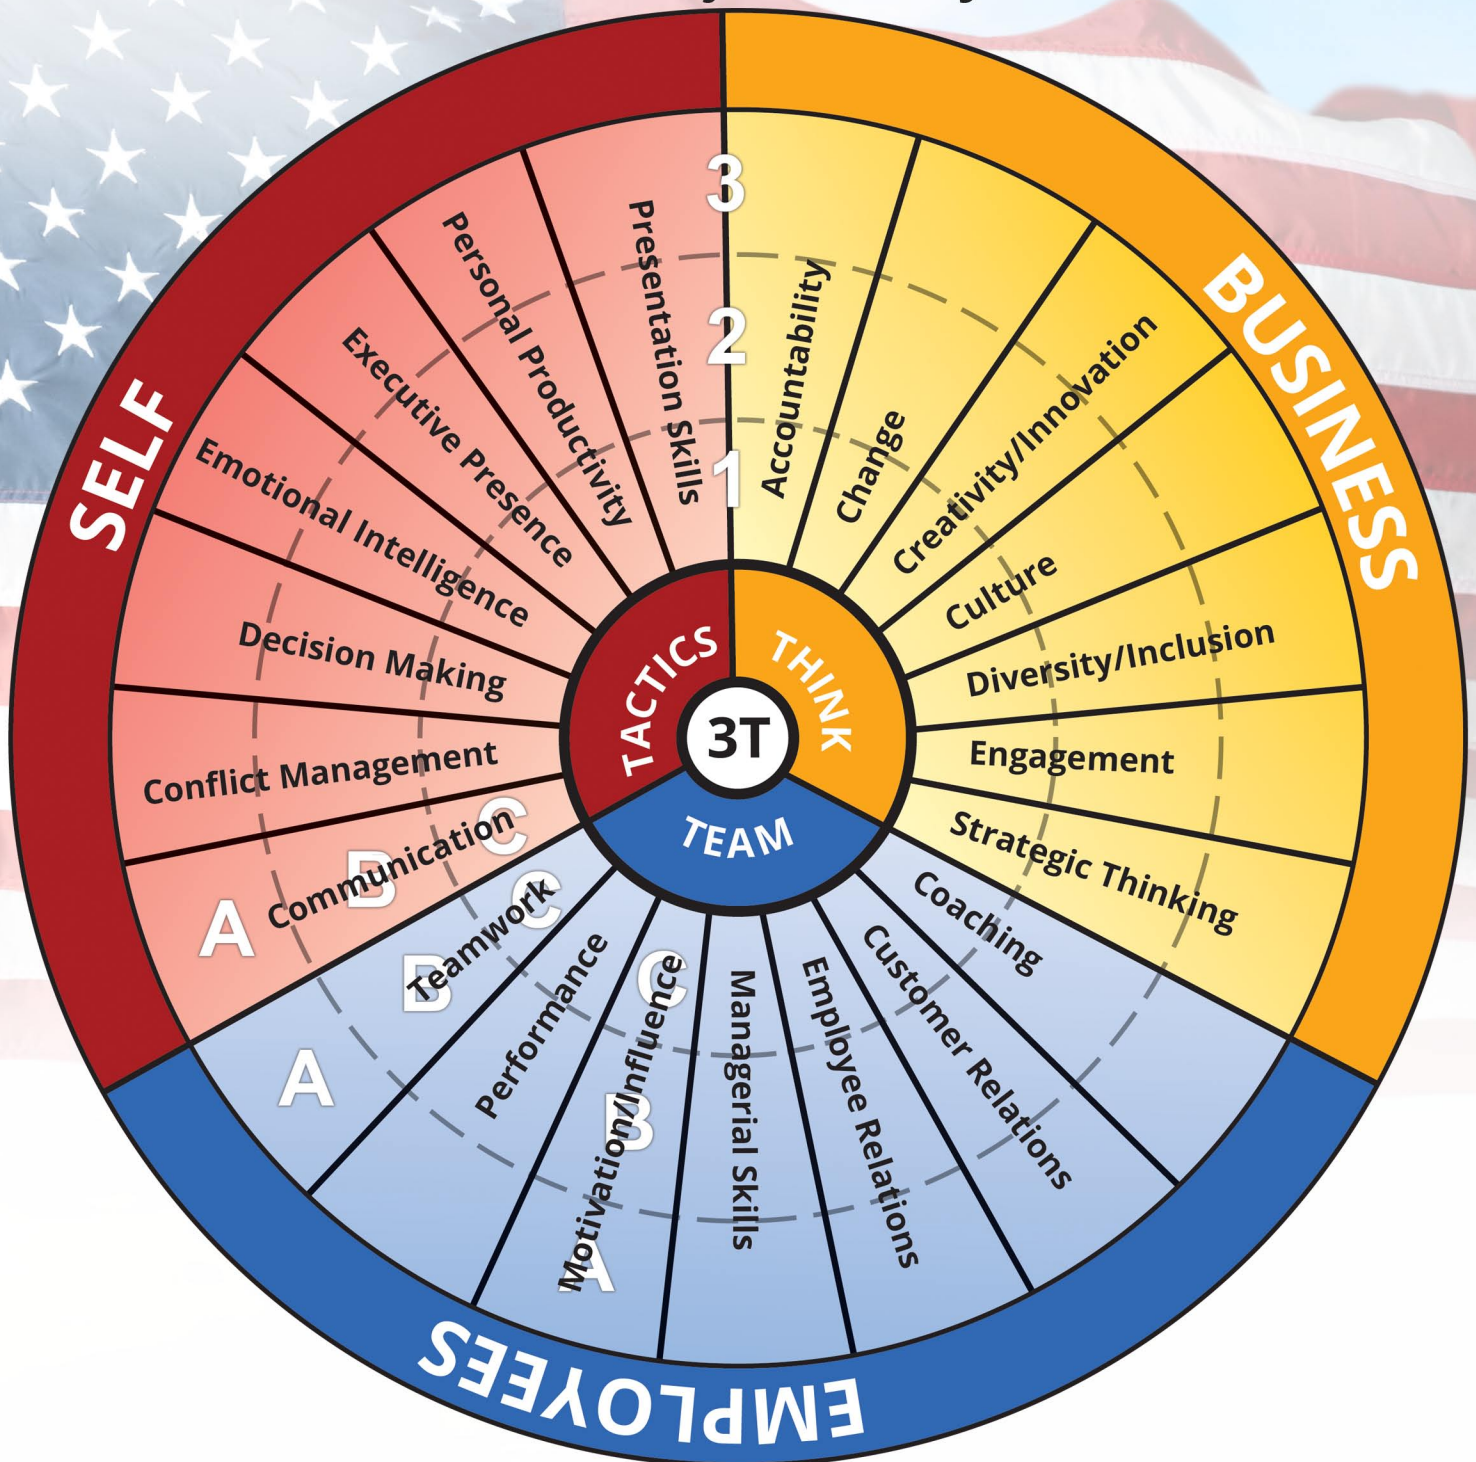 SELF
BUSINESS
EMPLOYEES
TACTICS
THINK
TEAM
3T
3
2
1
Accountability
Change
Creativity/Innovation
Culture
Diversity/Inclusion
Engagement
Strategic Thinking
Coaching
Customer Relations
Employee Relations
Managerial Skills
Motivation/Influence
A
B
C
Performance
Teamwork
A
B
C
Communication
A
B
C
Conflict Management
Decision Making
Emotional Intelligence
Executive Presence
Personal Productivity
Presentation Skills